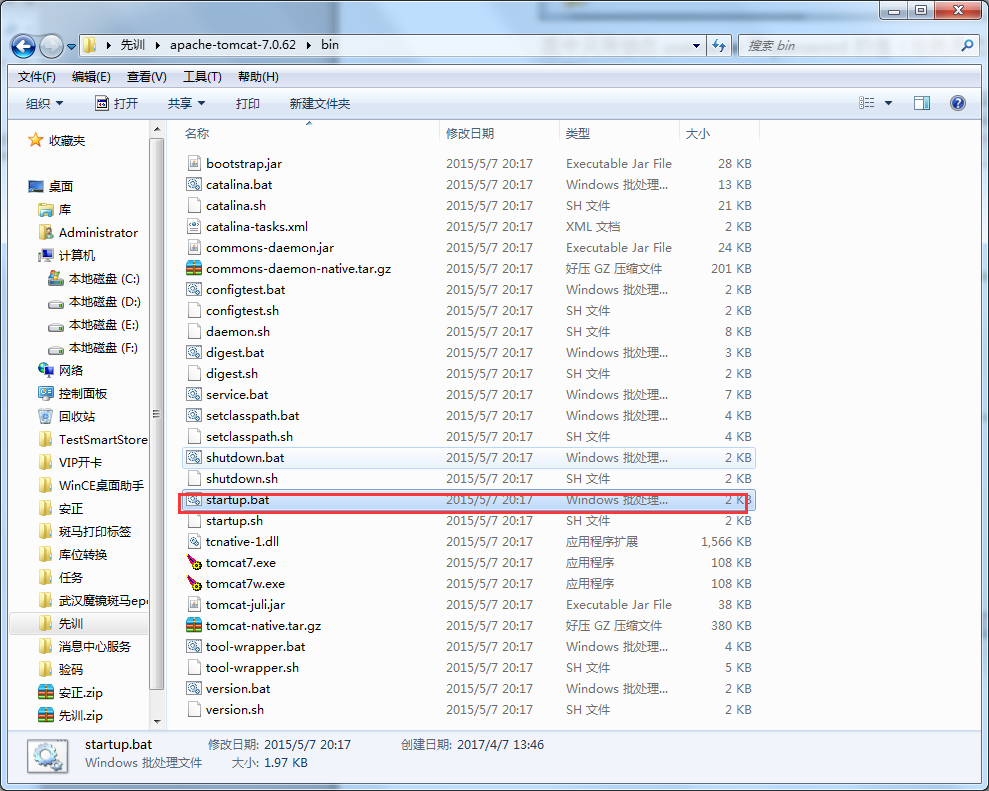 先训 apache-tomcat-7.0.62 bin 搜索 bin
文件(F) 编辑(E) 查看(V) 工具(T) 帮助(H)
组织 打开 共享 打印 新建文件夹
收藏夹
桌面
库
Administrator
计算机
本地磁盘 (C:)
本地磁盘 (D:)
本地磁盘 (E:)
本地磁盘 (F:)
网络
控制面板
回收站
TestSmartStore
VIP开卡
WinCE桌面助手
安正
斑马打印标签
库位转换
任务
武汉魔镜斑马epc
先训
消息中心服务
验码
安正.zip
先训.zip
名称 修改日期 类型 大小
bootstrap.jar 2015/5/7 20:17 Executable Jar File 28 KB
catalina.bat 2015/5/7 20:17 Windows 批处理... 13 KB
catalina.sh 2015/5/7 20:17 SH 文件 21 KB
catalina-tasks.xml 2015/5/7 20:17 XML 文档 2 KB
commons-daemon.jar 2015/5/7 20:17 Executable Jar File 24 KB
commons-daemon-native.tar.gz 2015/5/7 20:17 好压 GZ 压缩文件 201 KB
configtest.bat 2015/5/7 20:17 Windows 批处理... 2 KB
configtest.sh 2015/5/7 20:17 SH 文件 2 KB
daemon.sh 2015/5/7 20:17 SH 文件 8 KB
digest.bat 2015/5/7 20:17 Windows 批处理... 3 KB
digest.sh 2015/5/7 20:17 SH 文件 2 KB
service.bat 2015/5/7 20:17 Windows 批处理... 7 KB
setclasspath.bat 2015/5/7 20:17 Windows 批处理... 4 KB
setclasspath.sh 2015/5/7 20:17 SH 文件 4 KB
shutdown.bat 2015/5/7 20:17 Windows 批处理... 2 KB
shutdown.sh 2015/5/7 20:17 SH 文件 2 KB
startup.bat 2015/5/7 20:17 Windows 批处理... 2 KB
startup.sh 2015/5/7 20:17 SH 文件 2 KB
tcnative-1.dll 2015/5/7 20:17 应用程序扩展 1,566 KB
tomcat7.exe 2015/5/7 20:17 应用程序 108 KB
tomcat7w.exe 2015/5/7 20:17 应用程序 108 KB
tomcat-juli.jar 2015/5/7 20:17 Executable Jar File 38 KB
tomcat-native.tar.gz 2015/5/7 20:17 好压 GZ 压缩文件 380 KB
tool-wrapper.bat 2015/5/7 20:17 Windows 批处理... 4 KB
tool-wrapper.sh 2015/5/7 20:17 SH 文件 5 KB
version.bat 2015/5/7 20:17 Windows 批处理... 2 KB
version.sh 2015/5/7 20:17 SH 文件 2 KB
startup.bat 修改日期: 2015/5/7 20:17 创建日期: 2017/4/7 13:46
Windows 批处理文件 大小: 1.97 KB